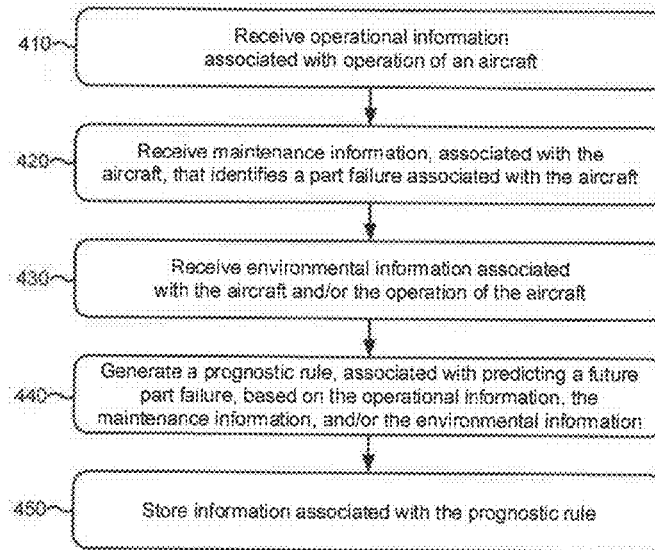 410
Receive operational information
associated with operation of an aircraft
420
Receive maintenance information, associated with the
aircraft, that identifies a part failure associated with the aircraft
430
Receive environmental information associated
with the aircraft and/or the operation of the aircraft
440
Generate a prognostic rule, associated with predicting a future
part failure, based on the operational information, the
maintenance information, and/or the environmental information
450
Store information associated with the prognostic rule